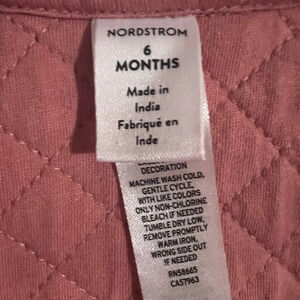 NORDSTROM
6
MONTHS
Made in
India
Fabriqué en
Inde
DECORATION
MACHINE WASH COLD,
GENTLE CYCLE,
WITH LIKE COLORS
ONLY NON-CHLORINE
BLEACH IF NEEDED
TUMBLE DRY LOW,
REMOVE PROMPTLY
WARM IRON,
WRONG SIDE OUT
IF NEEDED
RN58665
CA57963